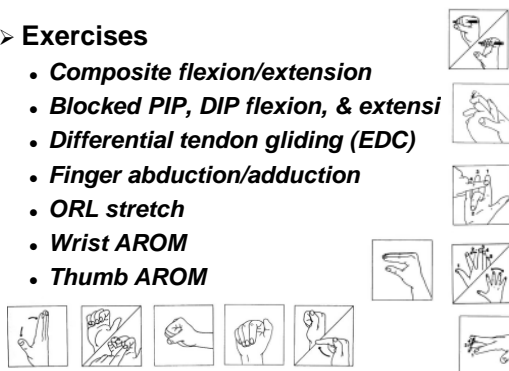 ➢ Exercises
• Composite flexion/extension
• Blocked PIP, DIP flexion, & extensi
• Differential tendon gliding (EDC)
• Finger abduction/adduction
• ORL stretch
• Wrist AROM
• Thumb AROM